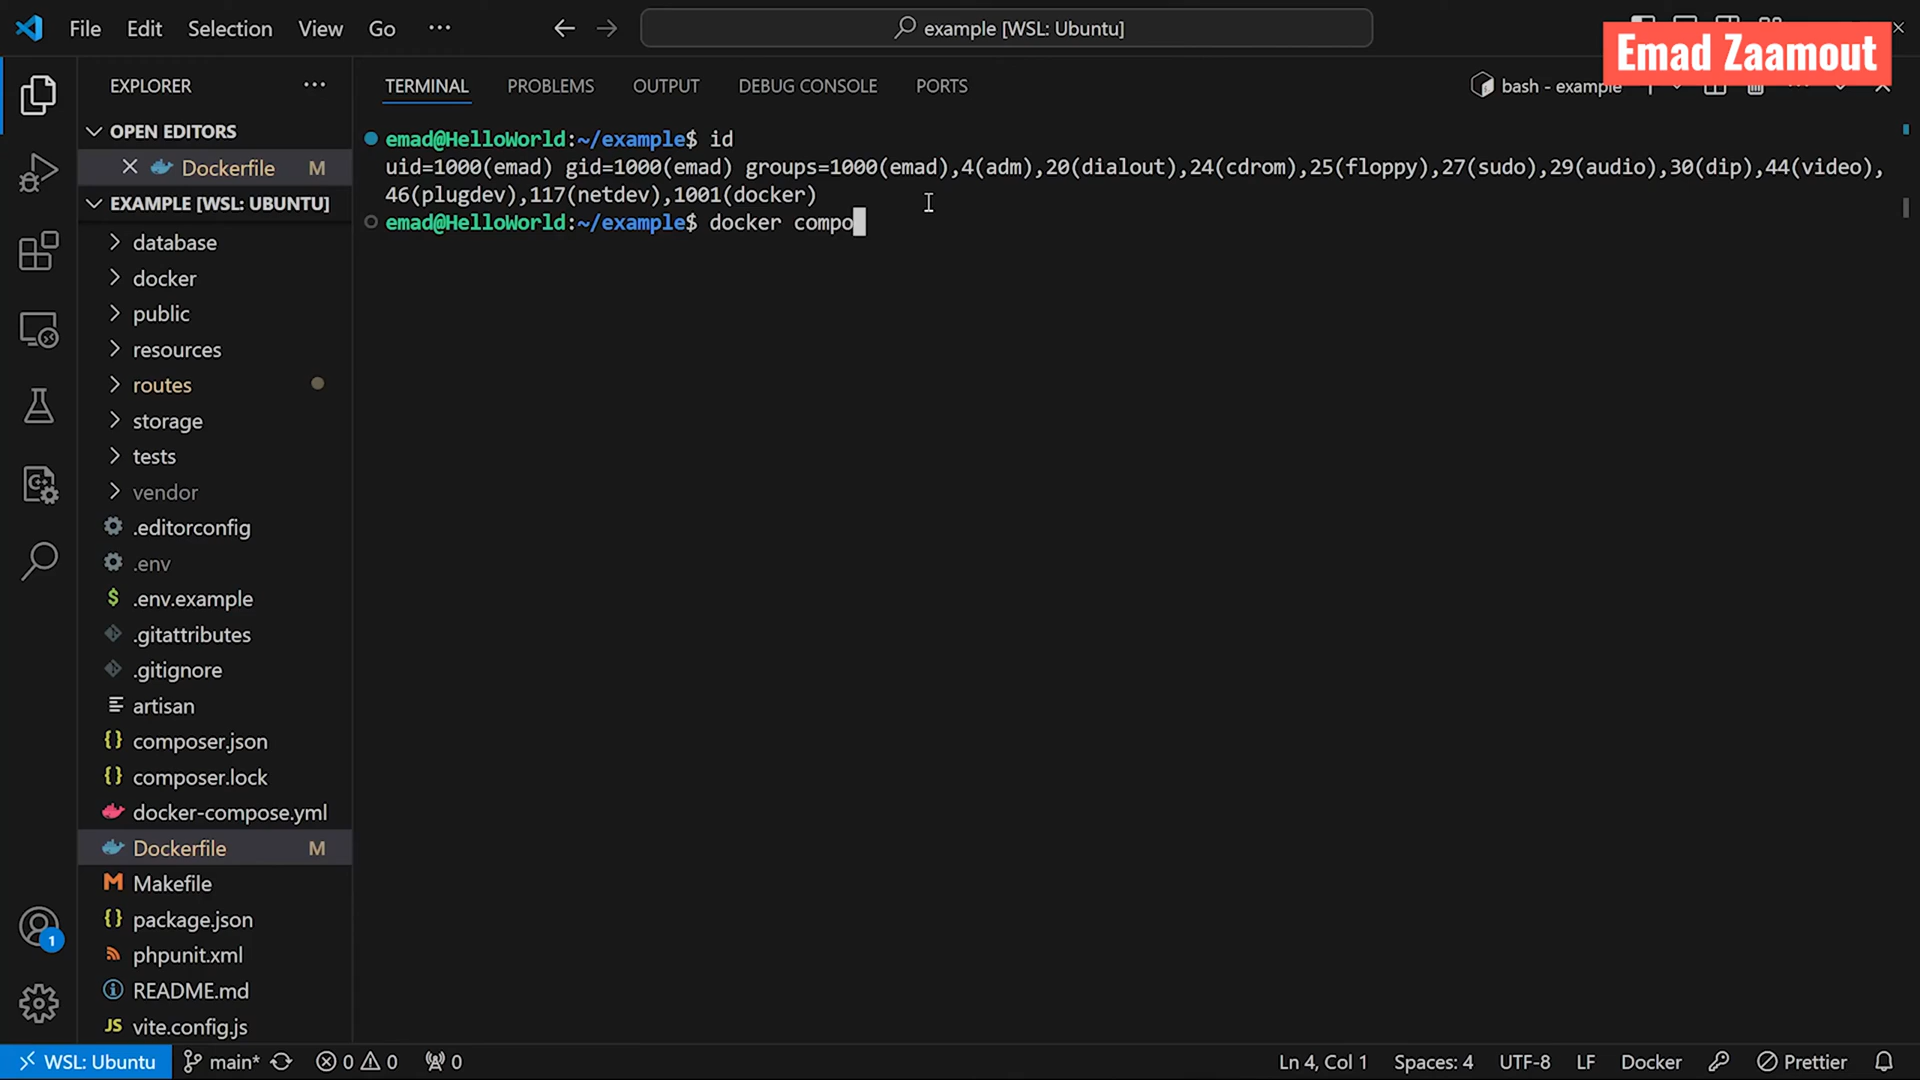 File Edit Selection View Go ··· example [WSL: Ubuntu]
Emad Zaamout
EXPLORER ···
TERMINAL PROBLEMS OUTPUT DEBUG CONSOLE PORTS
bash - example
OPEN EDITORS
Dockerfile M
EXAMPLE [WSL: UBUNTU]
database
docker
public
resources
routes
storage
tests
vendor
.editorconfig
.env
$ .env.example
.gitattributes
.gitignore
artisan
{} composer.json
{} composer.lock
docker-compose.yml
Dockerfile M
M Makefile
{} package.json
phpunit.xml
README.md
JS vite.config.js
emad@HelloWorld:~/example$ id
uid=1000(emad) gid=1000(emad) groups=1000(emad),4(adm),20(dialout),24(cdrom),25(floppy),27(sudo),29(audio),30(dip),44(video),
46(plugdev),117(netdev),1001(docker)
emad@HelloWorld:~/example$ docker compo
1
WSL: Ubuntu main* 0 0 0 Ln 4, Col 1 Spaces: 4 UTF-8 LF Docker Prettier